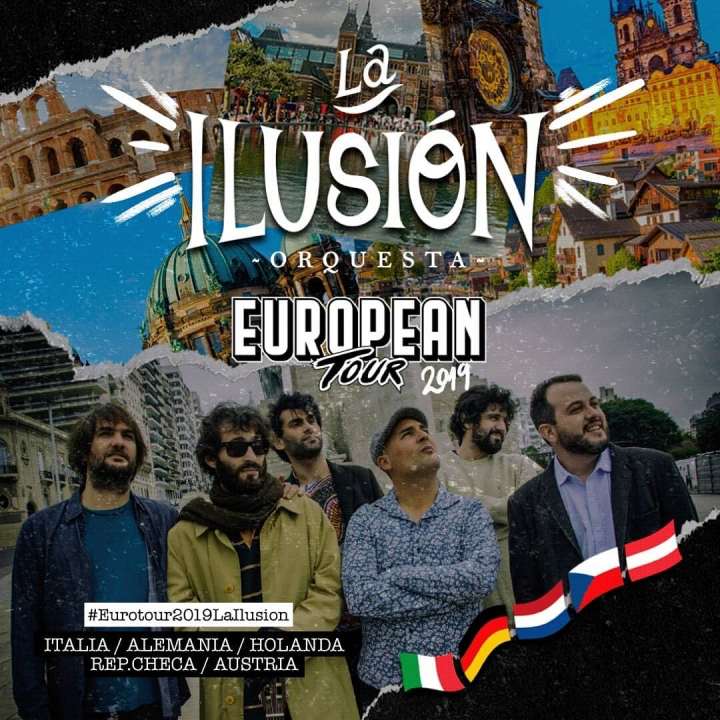 La
ILUSIÓN
~ORQUESTA~
EUROPEAN
TOUR 2019
#Eurotour2019LaIlusion
ITALIA / ALEMANIA / HOLANDA
REP.CHECA / AUSTRIA